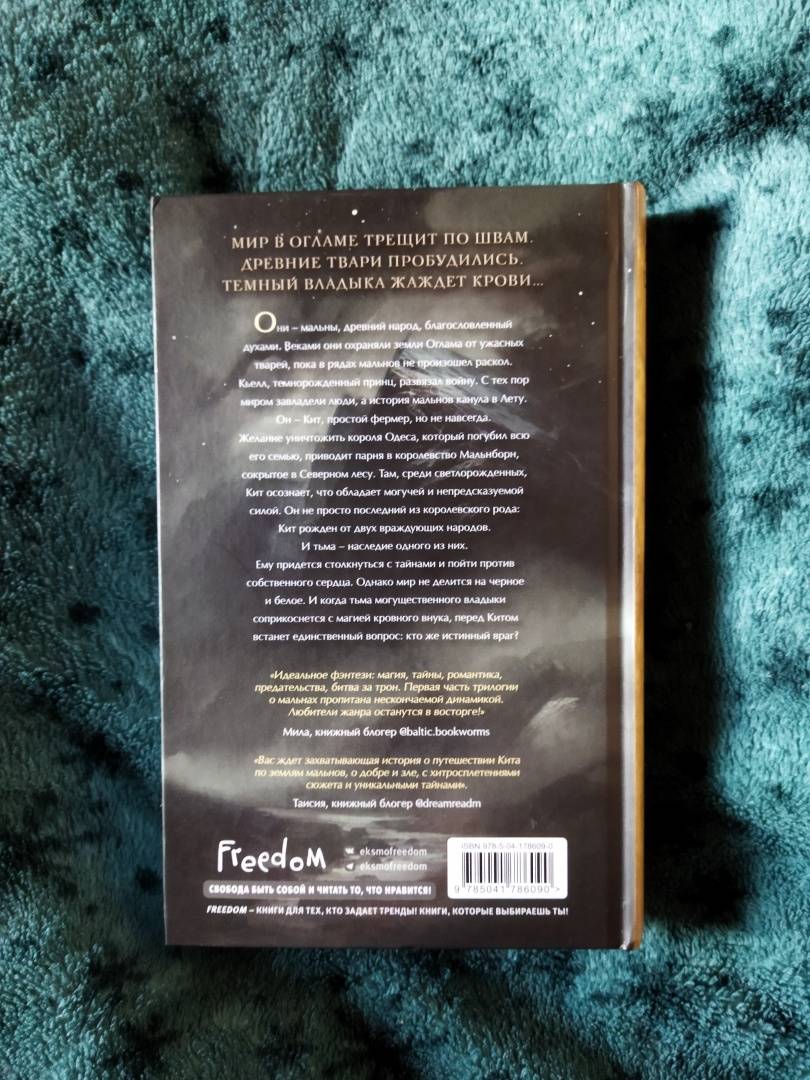 МИР В ОГЛАМЕ ТРЕЩИТ ПО ШВАМ.
ДРЕВНИЕ ТВАРИ ПРОБУДИЛИСЬ.
ТЕМНЫЙ ВЛАДЫКА ЖАЖДЕТ КРОВИ...
Они – мальны, древний народ, благословленный
духами. Веками они охраняли земли Оглама от ужасных
тварей, пока в рядах мальнов не произошел раскол.
Кьелл, темнорожденный принц, развязал войну. С тех пор
миром завладели люди, а история мальнов канула в Лету.
Он – Кит, простой фермер, но не навсегда.
Желание уничтожить короля Одеса, который погубил всю
его семью, приводит парня в королевство Мальнборн,
сокрытое в Северном лесу. Там, среди светлорожденных,
Кит осознает, что обладает могучей и непредсказуемой
силой. Он не просто последний из королевского рода:
Кит рожден от двух враждующих народов.
И тьма – наследие одного из них.
Ему придется столкнуться с тайнами и пойти против
собственного сердца. Однако мир не делится на черное
и белое. И когда тьма могущественного владыки
соприкоснется с магией кровного внука, перед Китом
встанет единственный вопрос: кто же истинный враг?
«Идеальное фэнтези: магия, тайны, романтика,
предательства, битва за трон. Первая часть трилогии
о мальнах пропитана нескончаемой динамикой.
Любители жанра останутся в восторге!»
Мила, книжный блогер @baltic.bookworms
«Вас ждет захватывающая история о путешествии Кита
по землям мальнов, о добре и зле, с хитросплетениями
сюжета и уникальными тайнами».
Таисия, книжный блогер @dreamreadm
Freedom
eksmofreedom
eksmofreedom
СВОБОДА БЫТЬ СОБОЙ И ЧИТАТЬ ТО, ЧТО НРАВИТСЯ!
FREEDOM – КНИГИ ДЛЯ ТЕХ, КТО ЗАДАЕТ ТРЕНДЫ! КНИГИ, КОТОРЫЕ ВЫБИРАЕШЬ ТЫ!
ISBN 978-5-04-178609-0
9 785041 786090 >